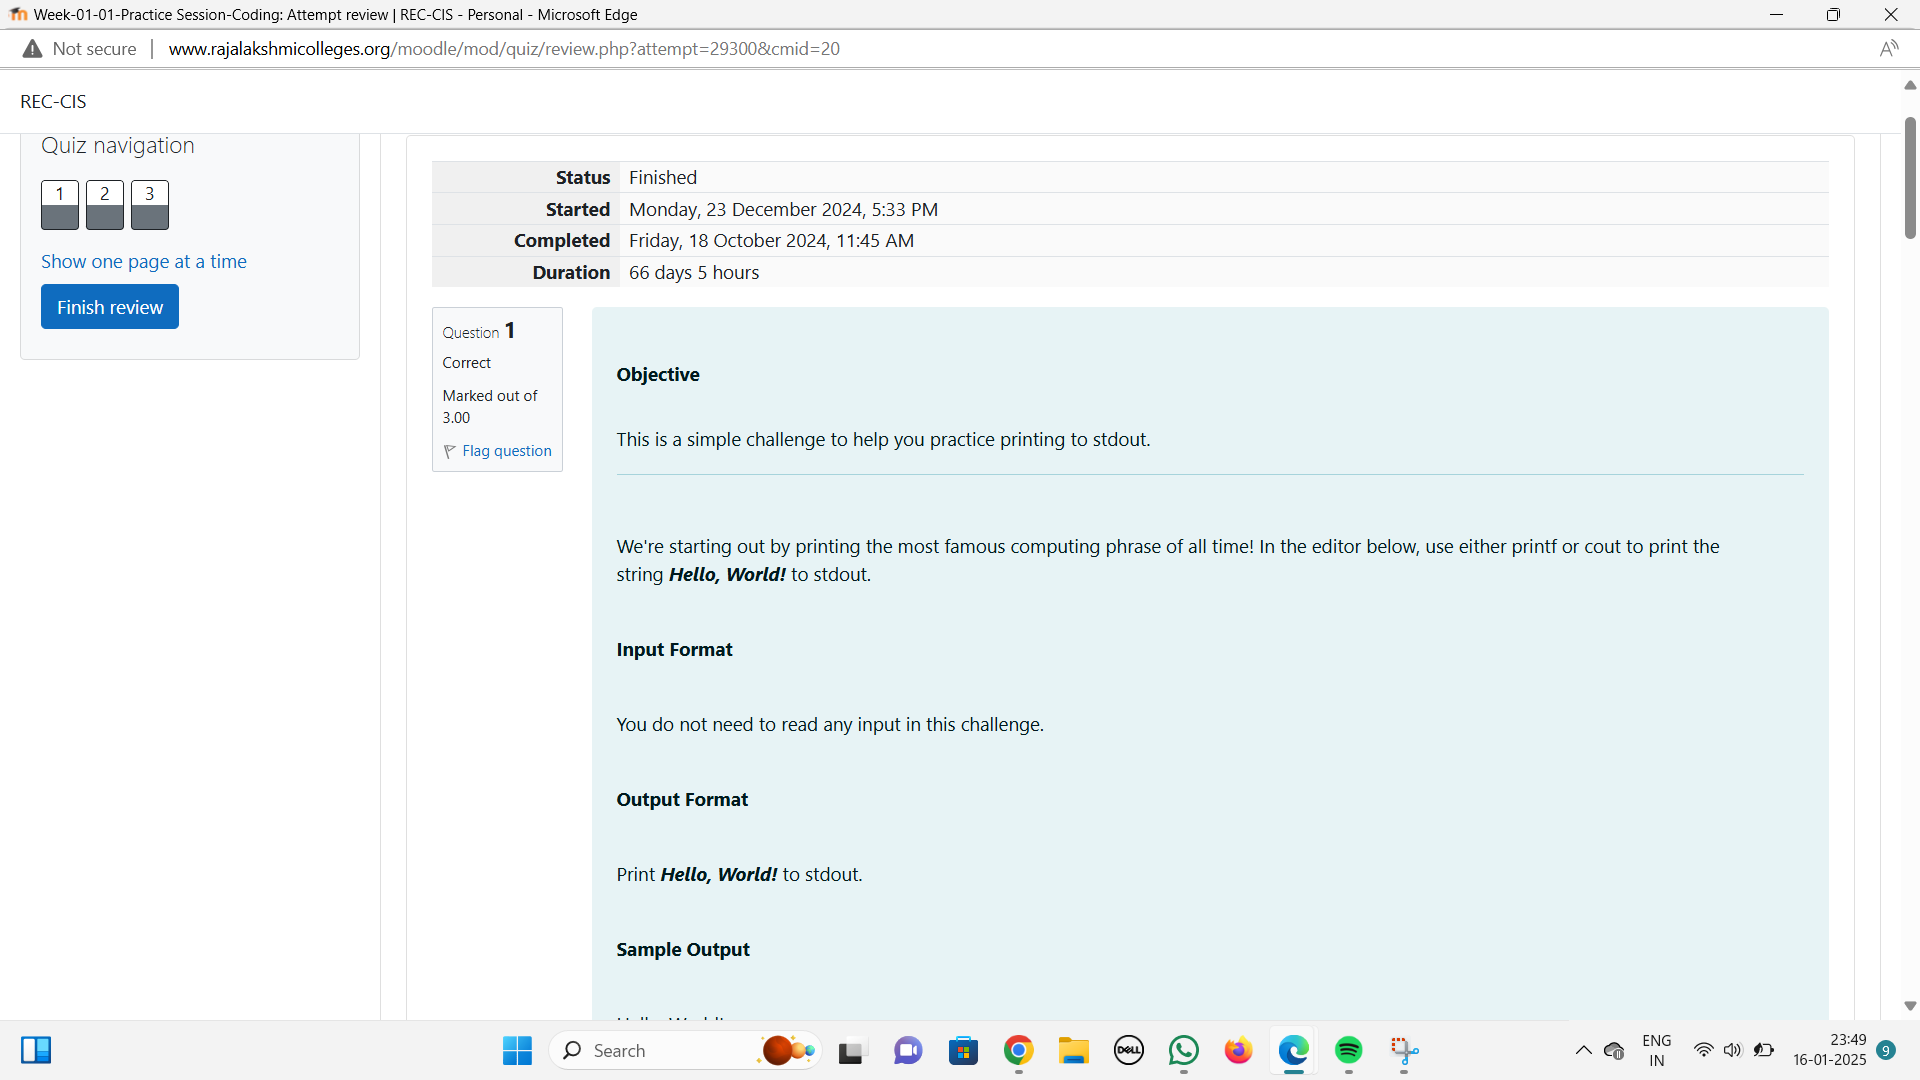 Week-01-01-Practice Session-Coding: Attempt review | REC-CIS - Personal - Microsoft Edge
Not secure | www.rajalakshmicolleges.org/moodle/mod/quiz/review.php?attempt=29300&cmid=20
REC-CIS
Quiz navigation
1 2 3
Show one page at a time
Finish review
Status Finished
Started Monday, 23 December 2024, 5:33 PM
Completed Friday, 18 October 2024, 11:45 AM
Duration 66 days 5 hours
Question 1
Correct
Marked out of
3.00
Flag question
Objective
This is a simple challenge to help you practice printing to stdout.
We're starting out by printing the most famous computing phrase of all time! In the editor below, use either printf or cout to print the
string Hello, World! to stdout.
Input Format
You do not need to read any input in this challenge.
Output Format
Print Hello, World! to stdout.
Sample Output
Search
DELL
ENG
IN
23:49
16-01-2025
9